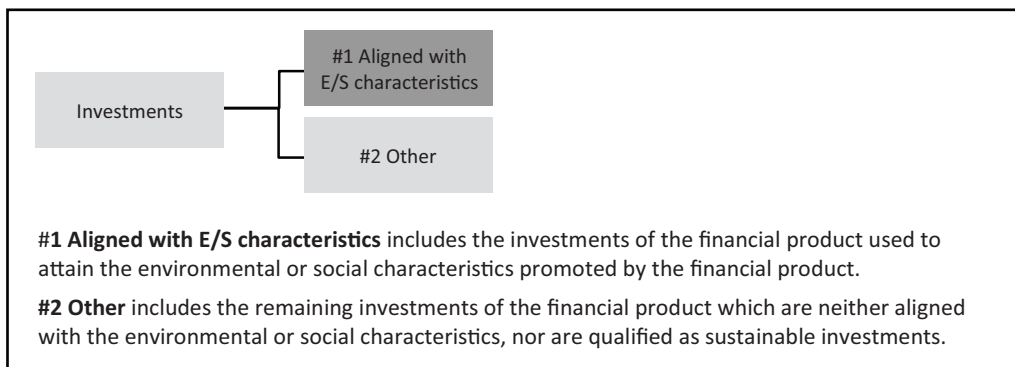 #1 Aligned with
E/S characteristics
Investments
#2 Other
#1 Aligned with E/S characteristics includes the investments of the financial product used to
attain the environmental or social characteristics promoted by the financial product.
#2 Other includes the remaining investments of the financial product which are neither aligned
with the environmental or social characteristics, nor are qualified as sustainable investments.